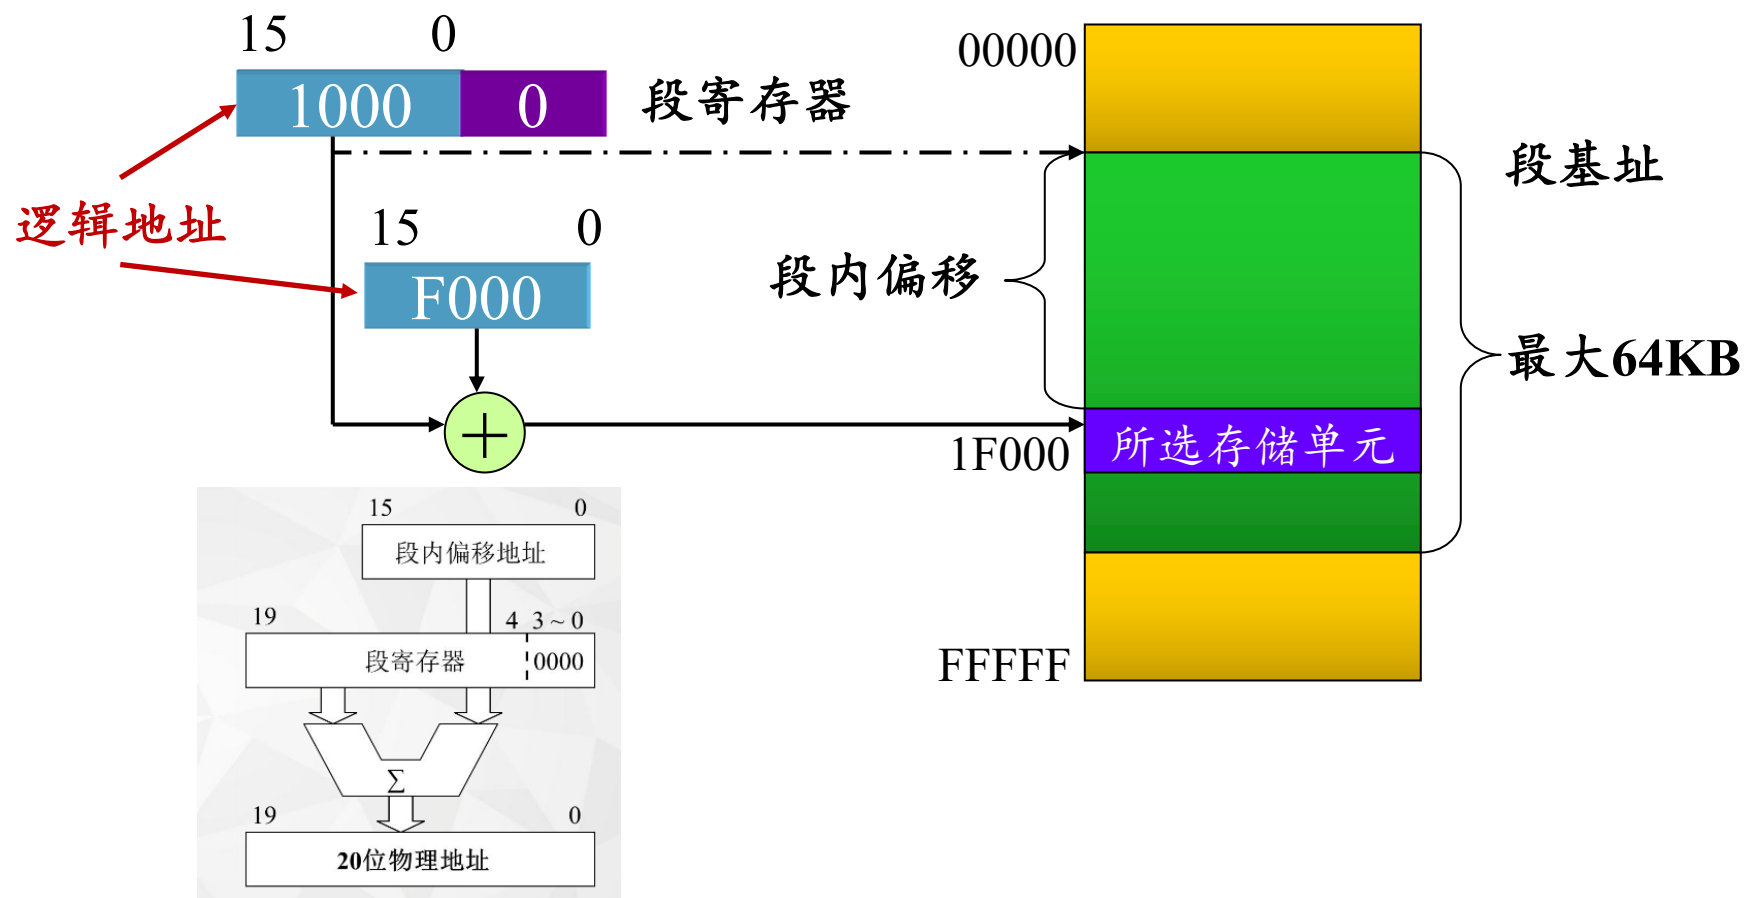 15 0
1000 0 段寄存器
逻辑地址
15 0
F000
00000
段基址
段内偏移
最大64KB
1F000 所选存储单元
FFFFF
15 0
段内偏移地址
19 4 3 ~ 0
段寄存器 0000
Σ
19 0
20位物理地址